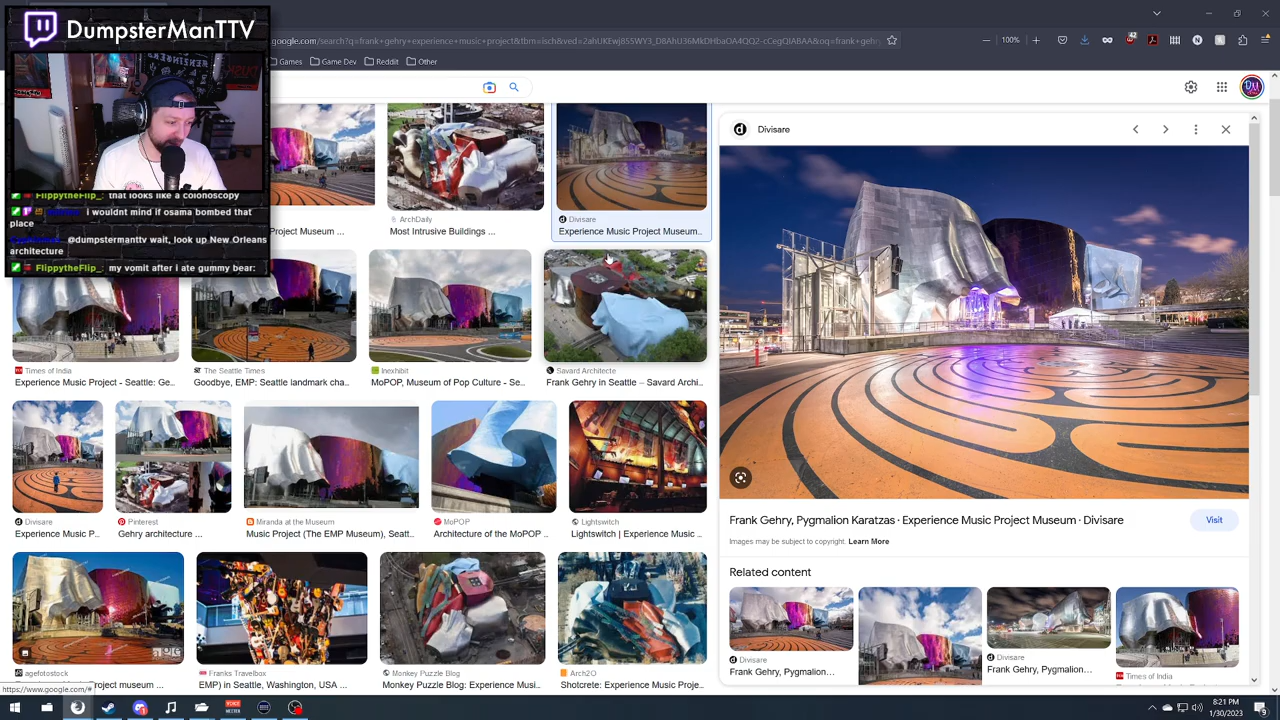 DumpsterManTTV
google.com/search?q=frank+gehry+experience+music+project&tbm=isch&ved=2ahUKEwj855WY3_D8AhU36MkDHbaOA4QQ2-cCegQIABAA&oq=frank+gehr
100%
42
Games
Game Dev
Reddit
Other
FlippytheFlip_: that looks like a colonoscopy
i wouldnt mind if osama bombed that
place
@dumpstermanttv wait, look up New Orleans
architecture
FlippytheFlip_: my vomit after i ate gummy bear:
Project Museum ...
ArchDaily
Most Intrusive Buildings ...
Divisare
Experience Music Project Museum...
Times of India
Experience Music Project - Seattle: Ge..
The Seattle Times
Goodbye, EMP: Seattle landmark cha...
Inexhibit
MoPOP, Museum of Pop Culture - Se...
Savard Architecte
Frank Gehry in Seattle – Savard Archi..
Divisare
Experience Music P...
Pinterest
Gehry architecture ...
Miranda at the Museum
Music Project (The EMP Museum), Seatt..
MoPOP
Architecture of the MoPOP ..
Lightswitch
Lightswitch | Experience Music ..
agefotostock
Music Project museum ...
Franks Travelbox
EMP) in Seattle, Washington, USA ...
Monkey Puzzle Blog
Monkey Puzzle Blog: Experience Musi..
Arch2O
Shotcrete: Experience Music Proje..
Divisare
Frank Gehry, Pygmalion Karatzas · Experience Music Project Museum · Divisare
Visit
Images may be subject to copyright. Learn More
Related content
Divisare
Frank Gehry, Pygmalion...
Divisare
Frank Gehry, Pygmalion...
Times of India
https://www.google.com/#
8:21 PM
1/30/2023
9